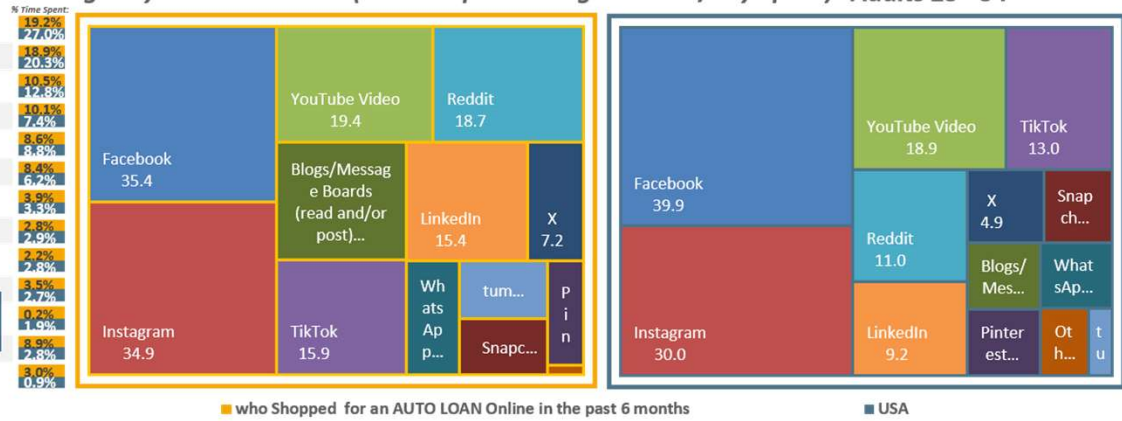 % Time Spent:
19.2%
27.0%
18.9%
20.3%
10.5%
12.8%
10.1%
7.4%
8.6%
8.8%
8.4%
6.2%
3.9%
3.3%
2.8%
2.9%
2.2%
2.8%
3.5%
2.7%
0.2%
1.9%
8.9%
2.8%
3.0%
0.9%
Facebook
35.4
Instagram
34.9
YouTube Video
19.4
Reddit
18.7
Blogs/Messag
e Boards
(read and/or
post)...
LinkedIn
15.4
X
7.2
TikTok
15.9
Wh
ats
Ap
p...
tum...
Snapc...
P
i
n
Facebook
39.9
Instagram
30.0
YouTube Video
18.9
TikTok
13.0
Reddit
11.0
X
4.9
Snap
ch...
Blogs/
Mes...
What
sAp...
LinkedIn
9.2
Pinter
est...
Ot
h...
t
u
who Shopped for an AUTO LOAN Online in the past 6 months
USA